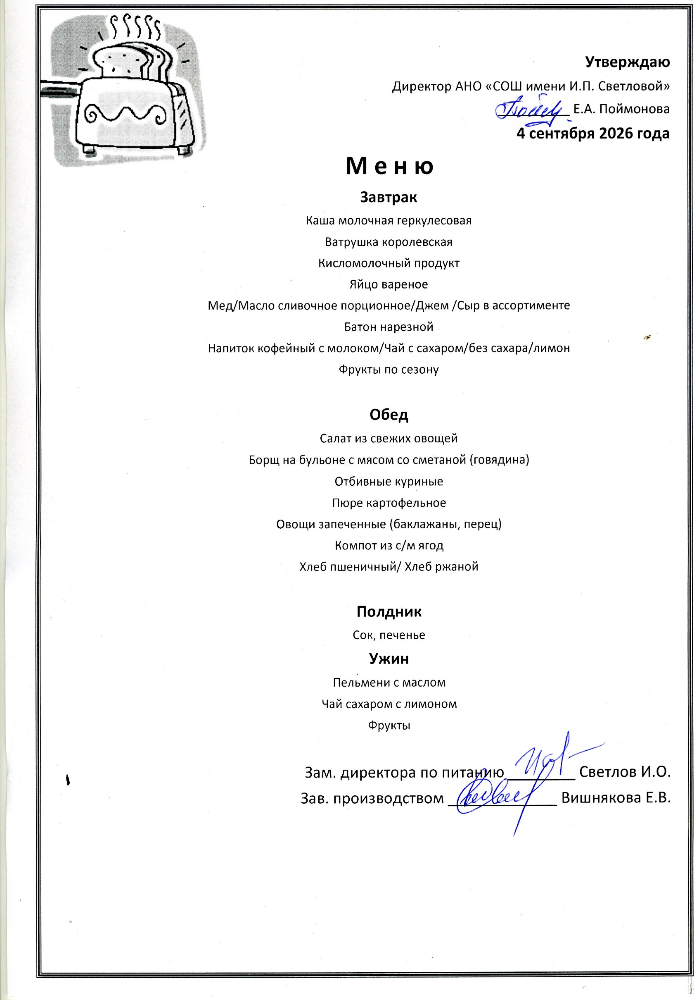 Утверждаю
Директор АНО «СОШ имени И.П. Светловой»
__________ Е.А. Поймонова
4 сентября 2026 года
Меню
Завтрак
Каша молочная геркулесовая
Ватрушка королевская
Кисломолочный продукт
Яйцо вареное
Мед/Масло сливочное порционное/Джем /Сыр в ассортименте
Батон нарезной
Напиток кофейный с молоком/Чай с сахаром/без сахара/лимон
Фрукты по сезону
Обед
Салат из свежих овощей
Борщ на бульоне с мясом со сметаной (говядина)
Отбивные куриные
Пюре картофельное
Овощи запеченные (баклажаны, перец)
Компот из с/м ягод
Хлеб пшеничный/ Хлеб ржаной
Полдник
Сок, печенье
Ужин
Пельмени с маслом
Чай сахаром с лимоном
Фрукты
Зам. директора по питанию ________ Светлов И.О.
Зав. производством _____________ Вишнякова Е.В.